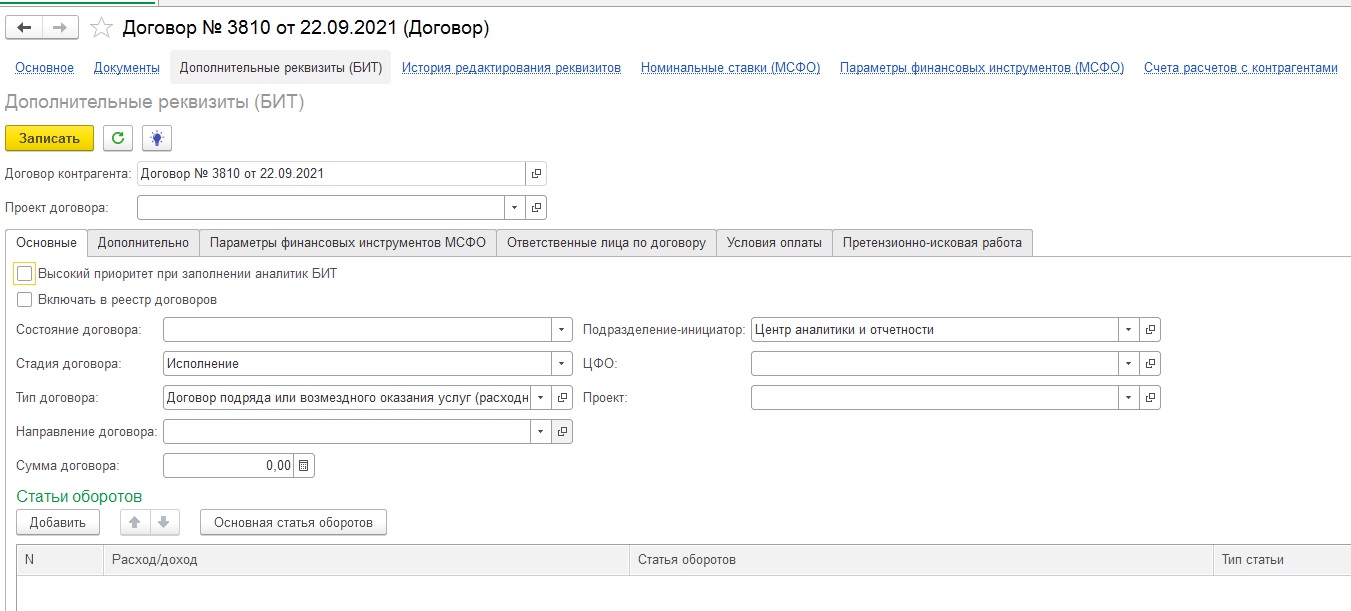 Договор № 3810 от 22.09.2021 (Договор)
Основное Документы Дополнительные реквизиты (БИТ) История редактирования реквизитов Номинальные ставки (МСФО) Параметры финансовых инструментов (МСФО) Счета расчетов с контрагентами
Дополнительные реквизиты (БИТ)
Записать
Договор контрагента: Договор № 3810 от 22.09.2021
Проект договора:
Основные Дополнительно Параметры финансовых инструментов МСФО Ответственные лица по договору Условия оплаты Претензионно-исковая работа
Высокий приоритет при заполнении аналитик БИТ
Включать в реестр договоров
Состояние договора: Подразделение-инициатор: Центр аналитики и отчетности
Стадия договора: Исполнение ЦФО:
Тип договора: Договор подряда или возмездного оказания услуг (расходн Проект:
Направление договора:
Сумма договора: 0,00
Статьи оборотов
Добавить Основная статья оборотов
N Расход/доход Статья оборотов Тип статьи